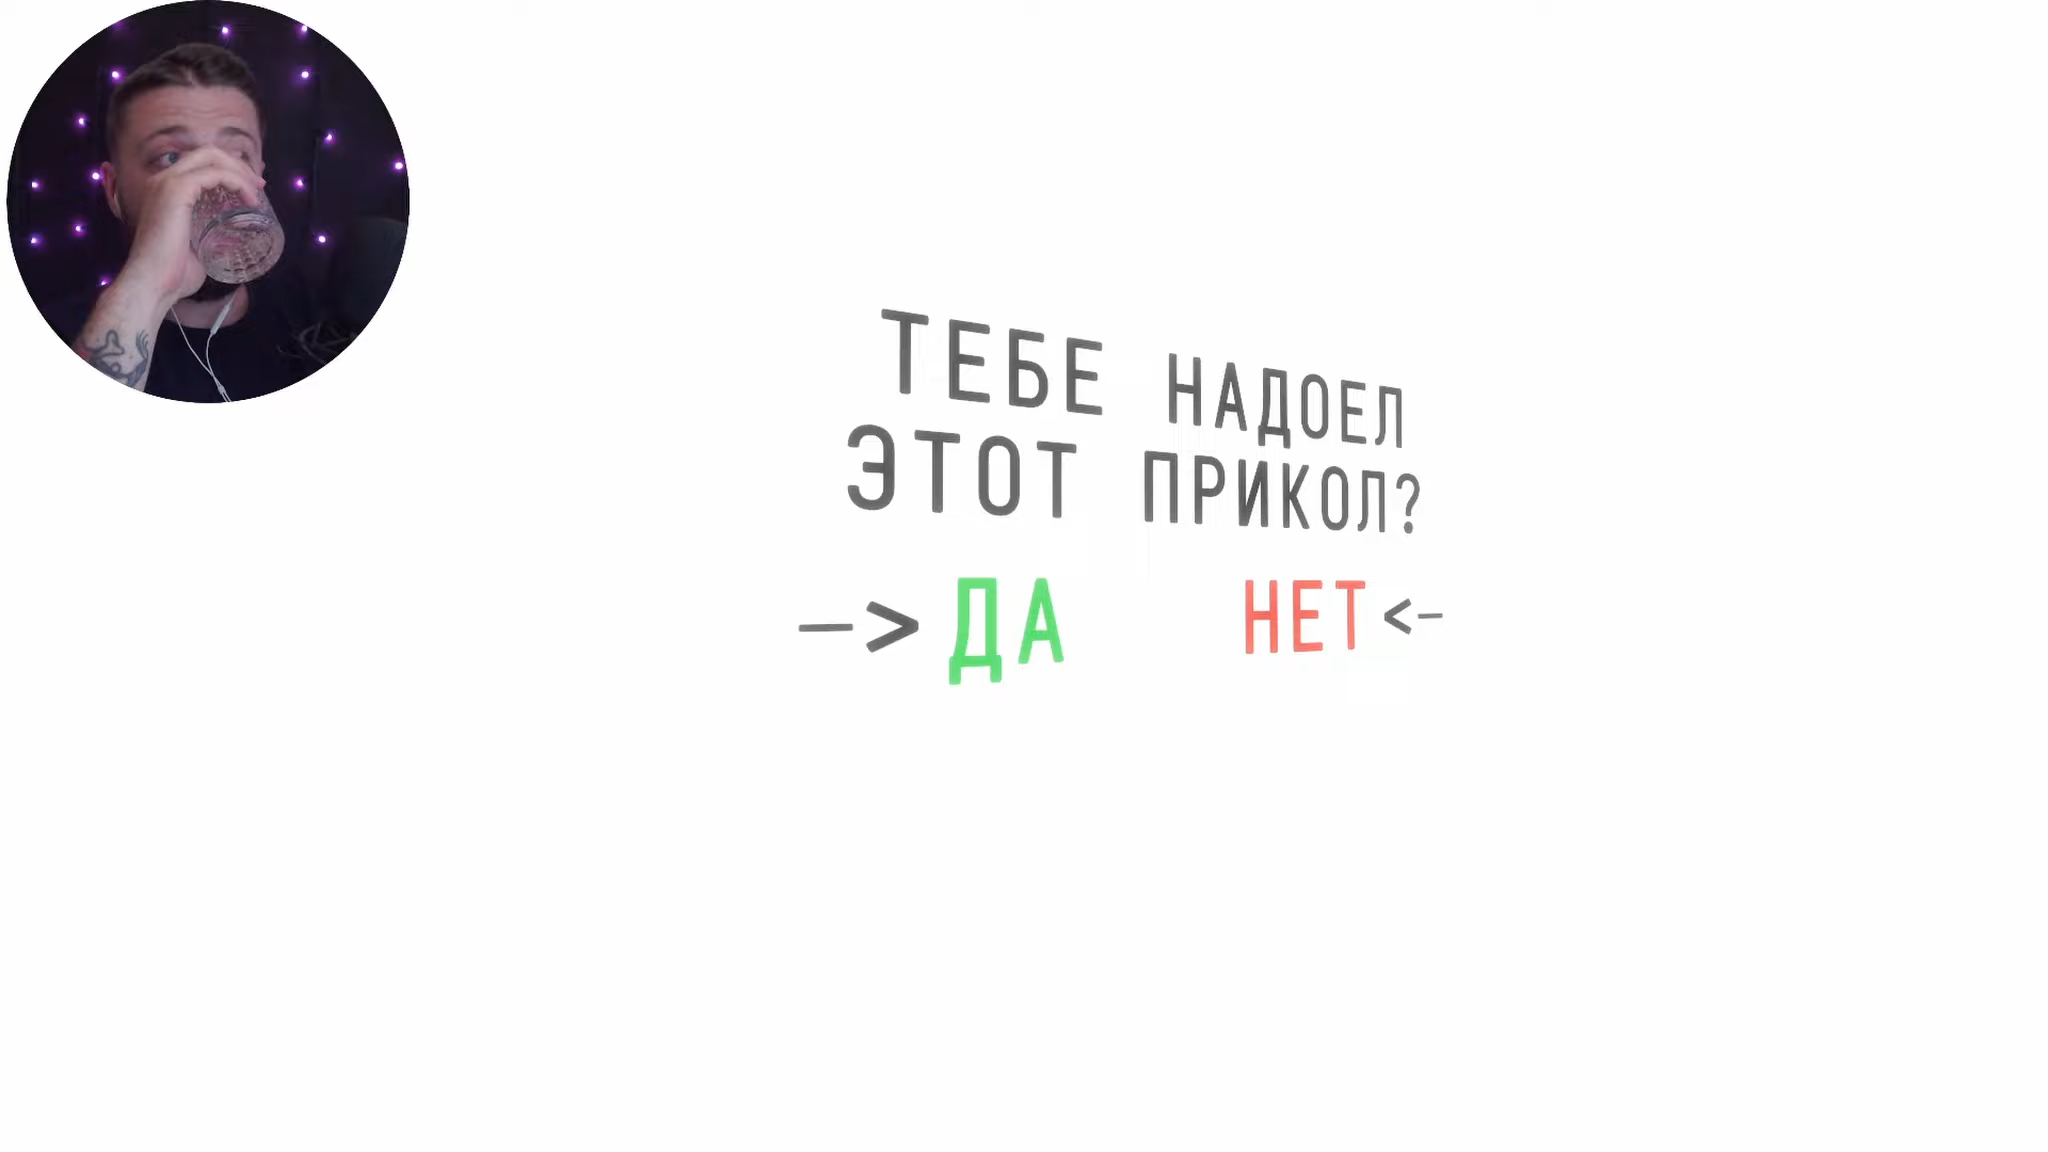 ТЕБЕ НАДОЕЛ
ЭТОТ ПРИКОЛ?
—> ДА НЕТ <—